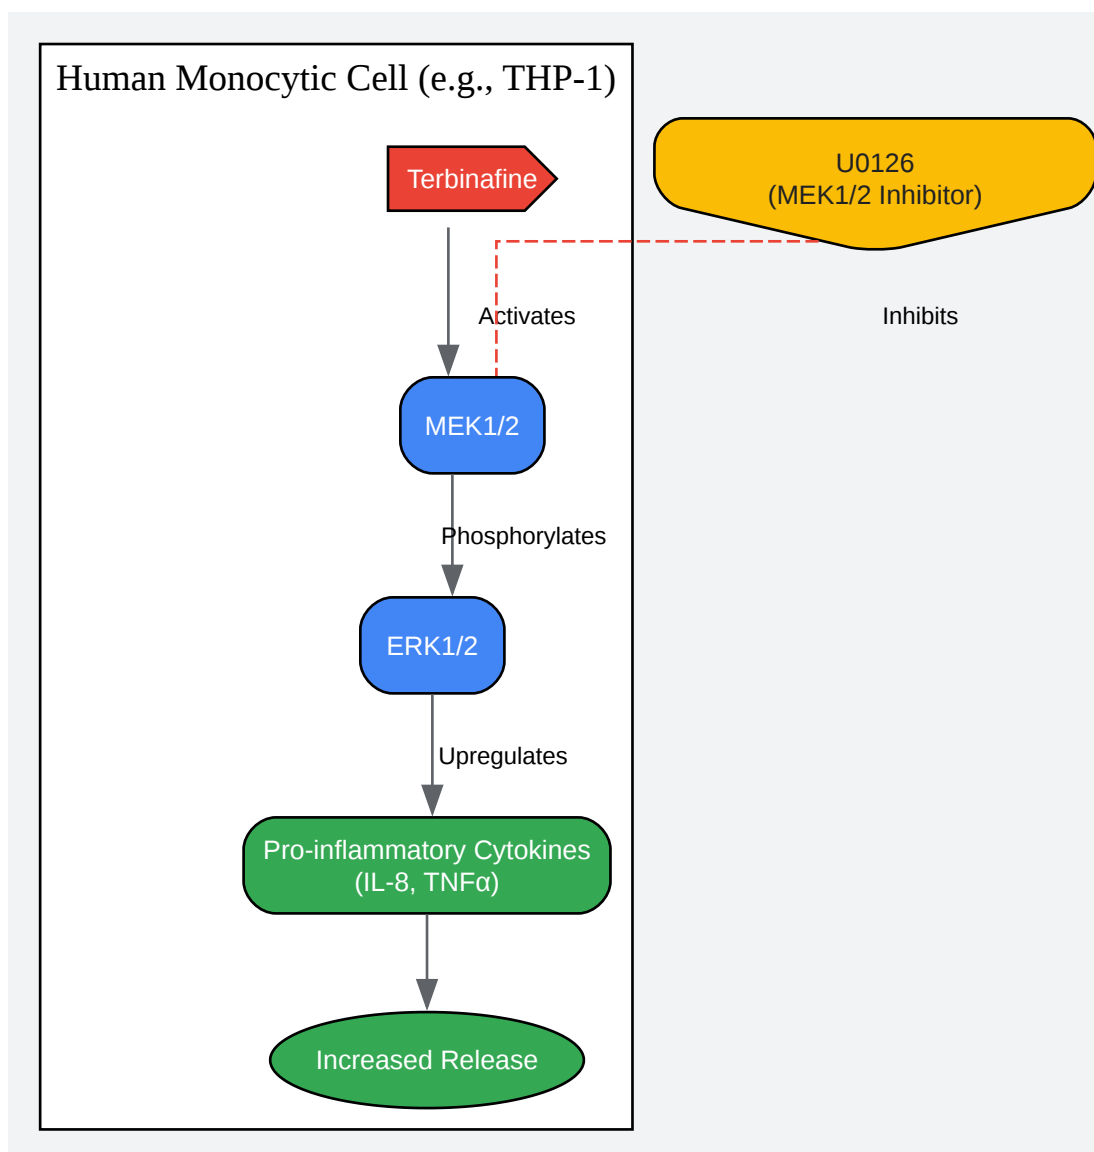 Human Monocytic Cell (e.g., THP-1)
Terbinafine
U0126
(MEK1/2 Inhibitor)
Activates
Inhibits
MEK1/2
Phosphorylates
ERK1/2
Upregulates
Pro-inflammatory Cytokines
(IL-8, TNFα)
Increased Release